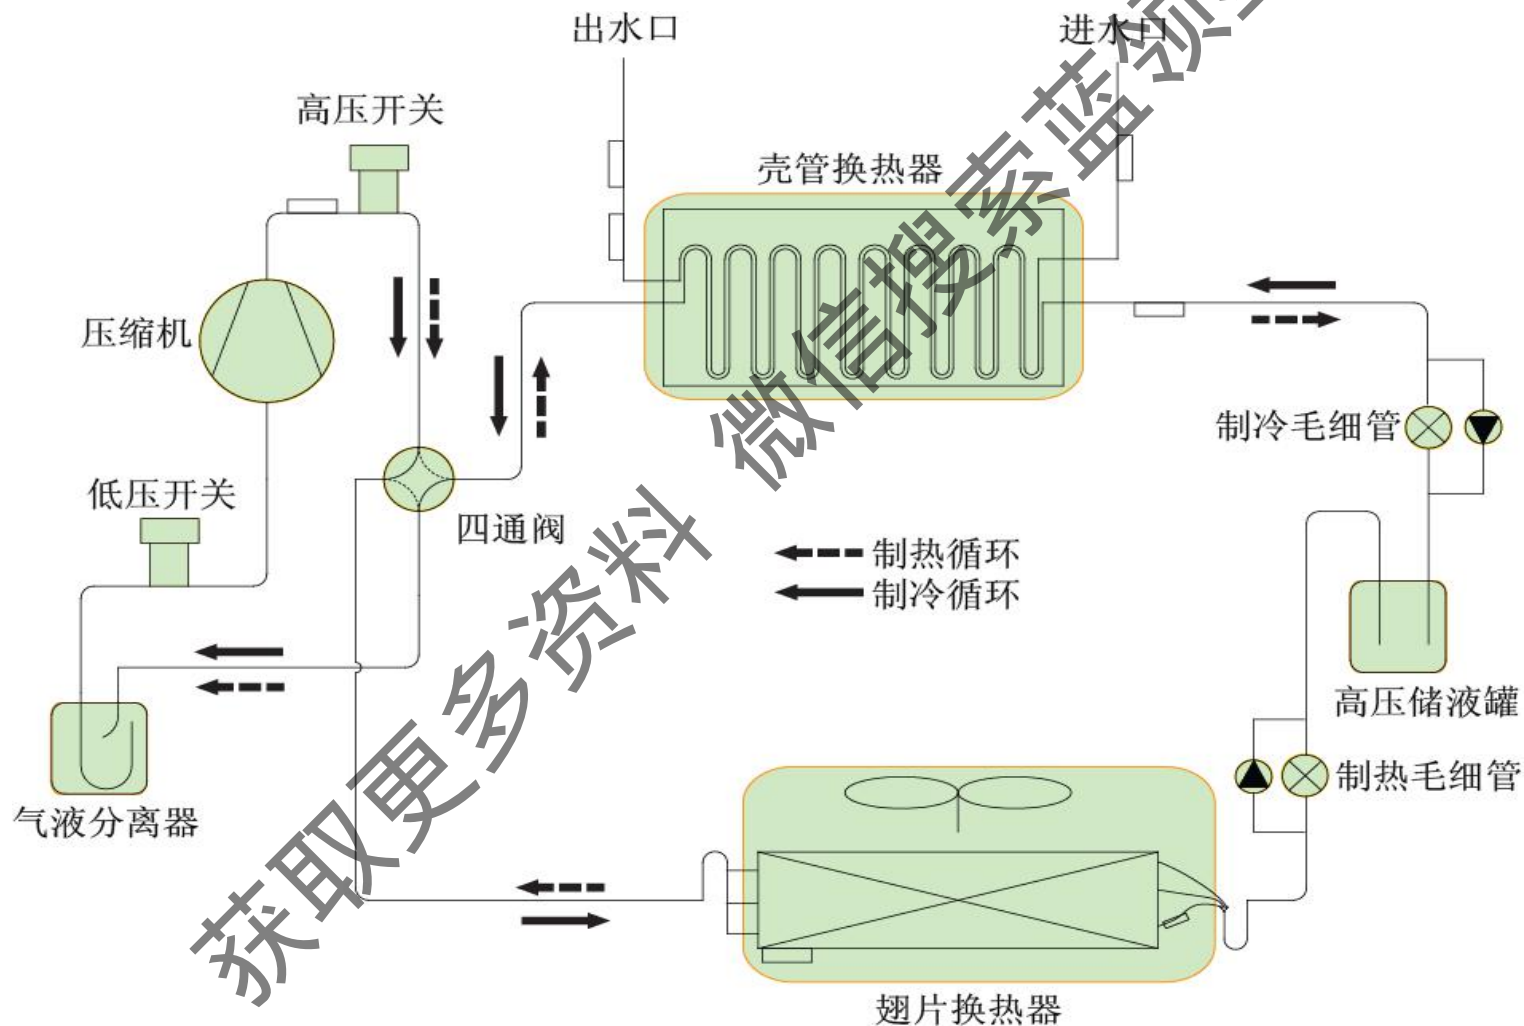 出水口
进水口
高压开关
壳管换热器
压缩机
制冷毛细管
低压开关
四通阀
制热循环
制冷循环
高压储液罐
制热毛细管
气液分离器
翅片换热器
获取更多资料 微信搜索蓝领